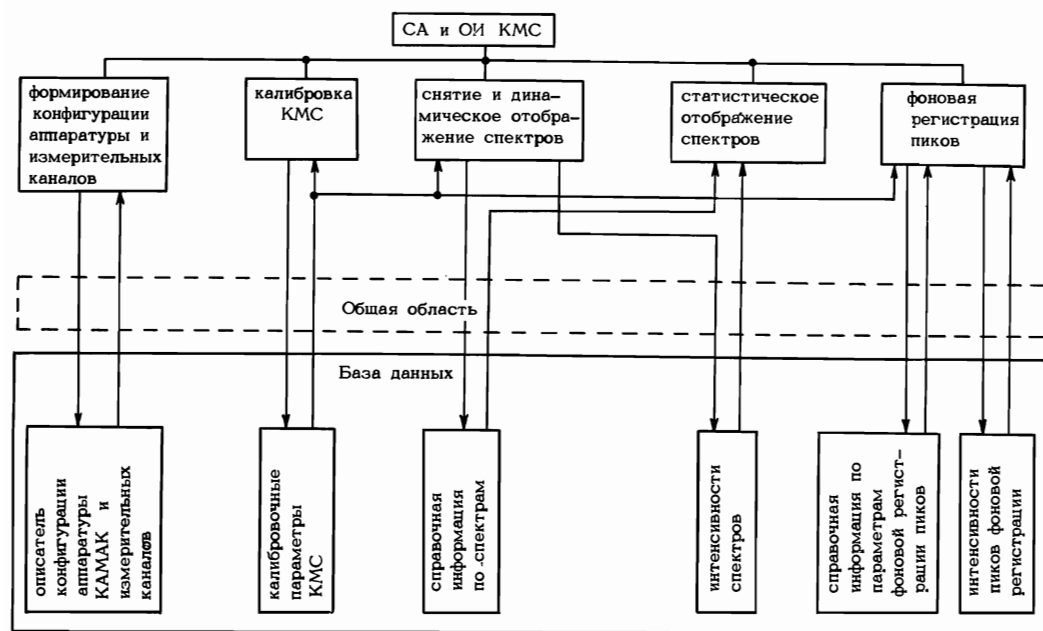 СА и ОИ КМС
формирование
конфигурации
аппаратуры и
измерительных
каналов
калибровка
КМС
снятие и дина-
мическое отобра-
жение спектров
статистическое
отображение
спектров
фоновая
регистрация
пиков
Общая область
База данных
описатель
конфигурации
аппаратуры
КАМАК и
измерительных
каналов
калибровочные
параметры
КМС
справочная
информация
по спектрам
интенсивности
спектров
справочная
информация по
параметрам
фоновой регист-
рации пиков
интенсивности
пиков фоновой
регистрации